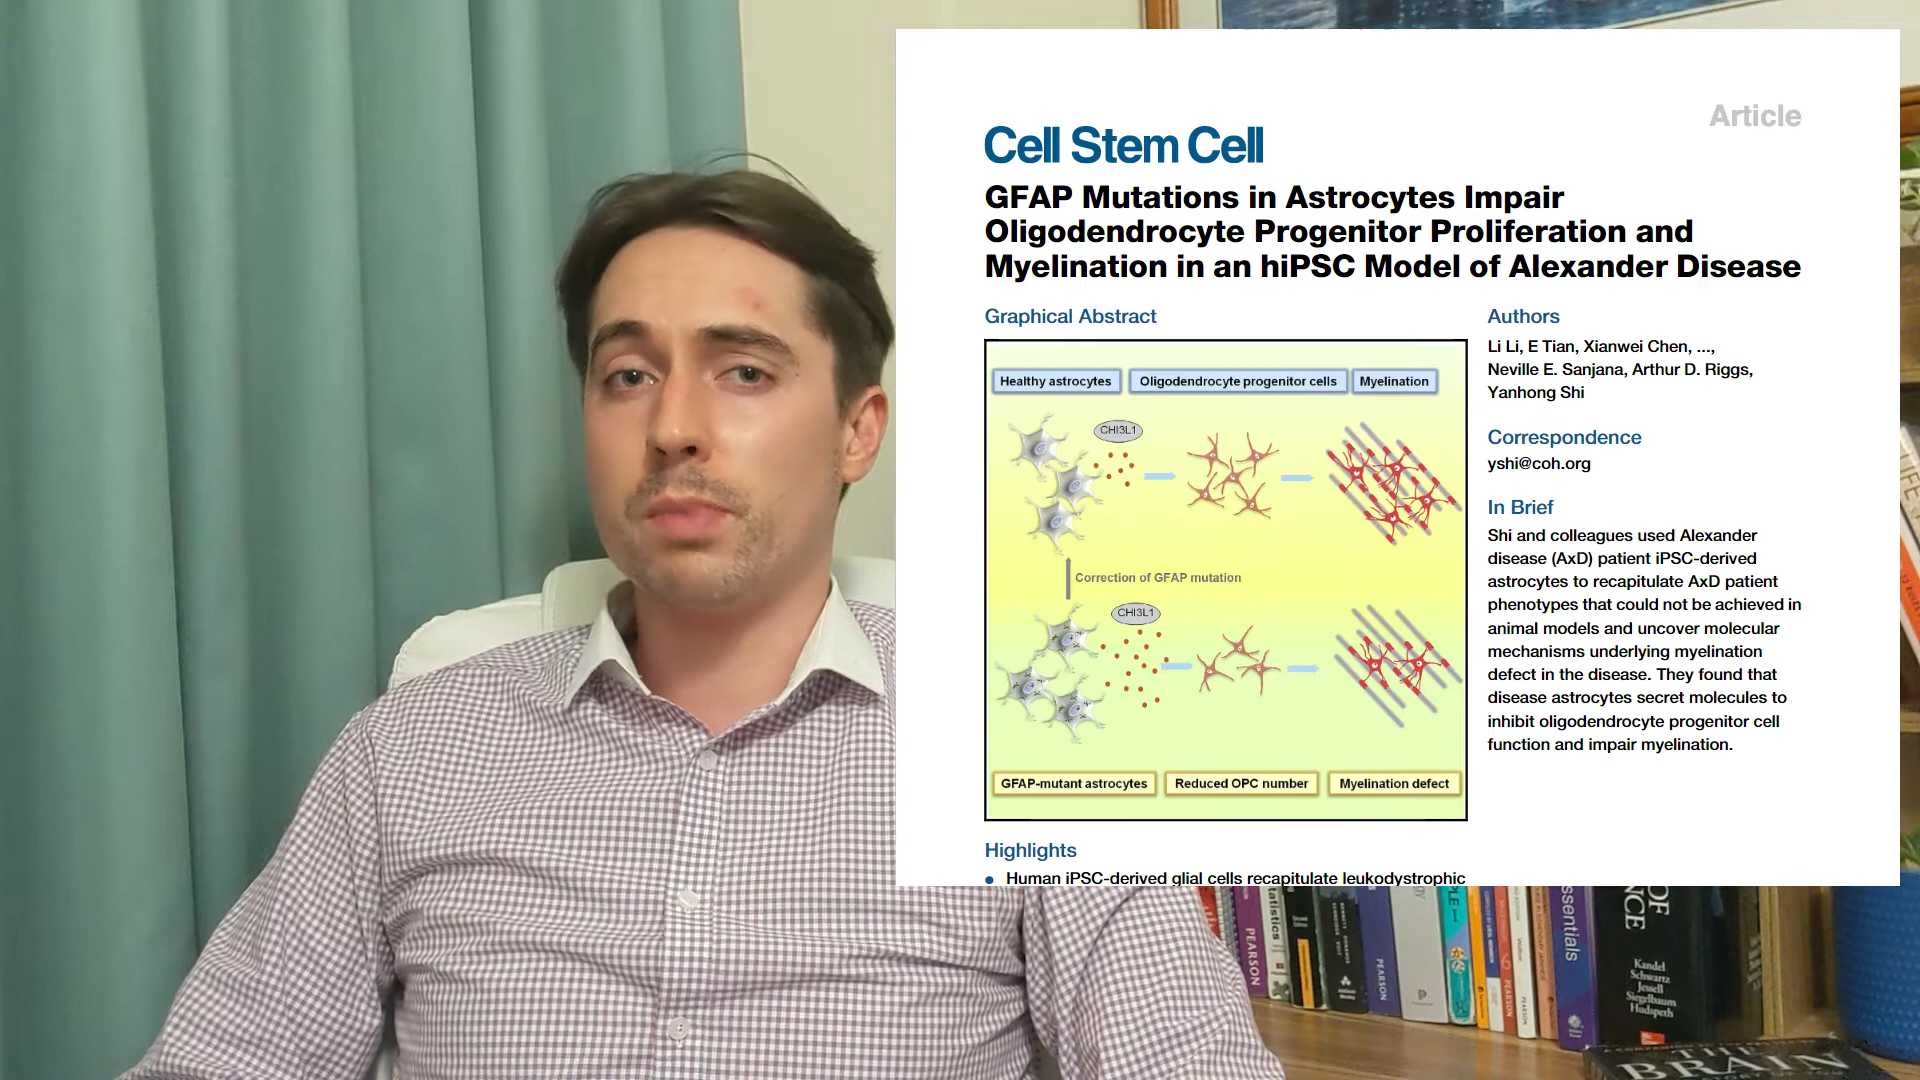 Article
Cell Stem Cell
GFAP Mutations in Astrocytes Impair
Oligodendrocyte Progenitor Proliferation and
Myelination in an hiPSC Model of Alexander Disease
Graphical Abstract
Healthy astrocytes
Oligodendrocyte progenitor cells
Myelination
CHI3L1
Correction of GFAP mutation
CHI3L1
GFAP-mutant astrocytes
Reduced OPC number
Myelination defect
Authors
Li Li, E Tian, Xianwei Chen, ...,
Neville E. Sanjana, Arthur D. Riggs,
Yanhong Shi
Correspondence
yshi@coh.org
In Brief
Shi and colleagues used Alexander
disease (AxD) patient iPSC-derived
astrocytes to recapitulate AxD patient
phenotypes that could not be achieved in
animal models and uncover molecular
mechanisms underlying myelination
defect in the disease. They found that
disease astrocytes secret molecules to
inhibit oligodendrocyte progenitor cell
function and impair myelination.
Highlights
Human iPSC-derived glial cells recapitulate leukodystrophic
PEARSON
PEARSON
PEARSON
PEARSON
OF
Kandel
Schwartz
Jessell
Siegelbaum
Hudspeth
THE
BRAIN